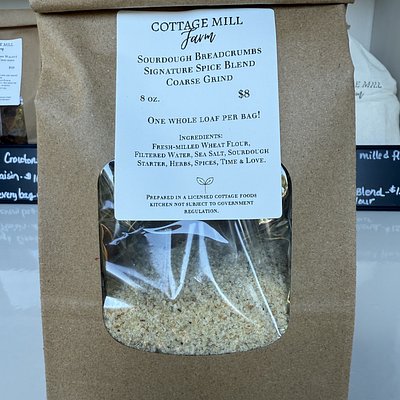 COTTAGE MILL
Farm
SOURDOUGH BREADCRUMBS
SIGNATURE SPICE BLEND
COARSE GRIND
8 OZ. $8
ONE WHOLE LOAF PER BAG!
INGREDIENTS:
FRESH-MILLED WHEAT FLOUR,
FILTERED WATER, SEA SALT, SOURDOUGH
STARTER, HERBS, SPICES, TIME & LOVE.
PREPARED IN A LICENSED COTTAGE FOODS
KITCHEN NOT SUBJECT TO GOVERNMENT
REGULATION.
milled